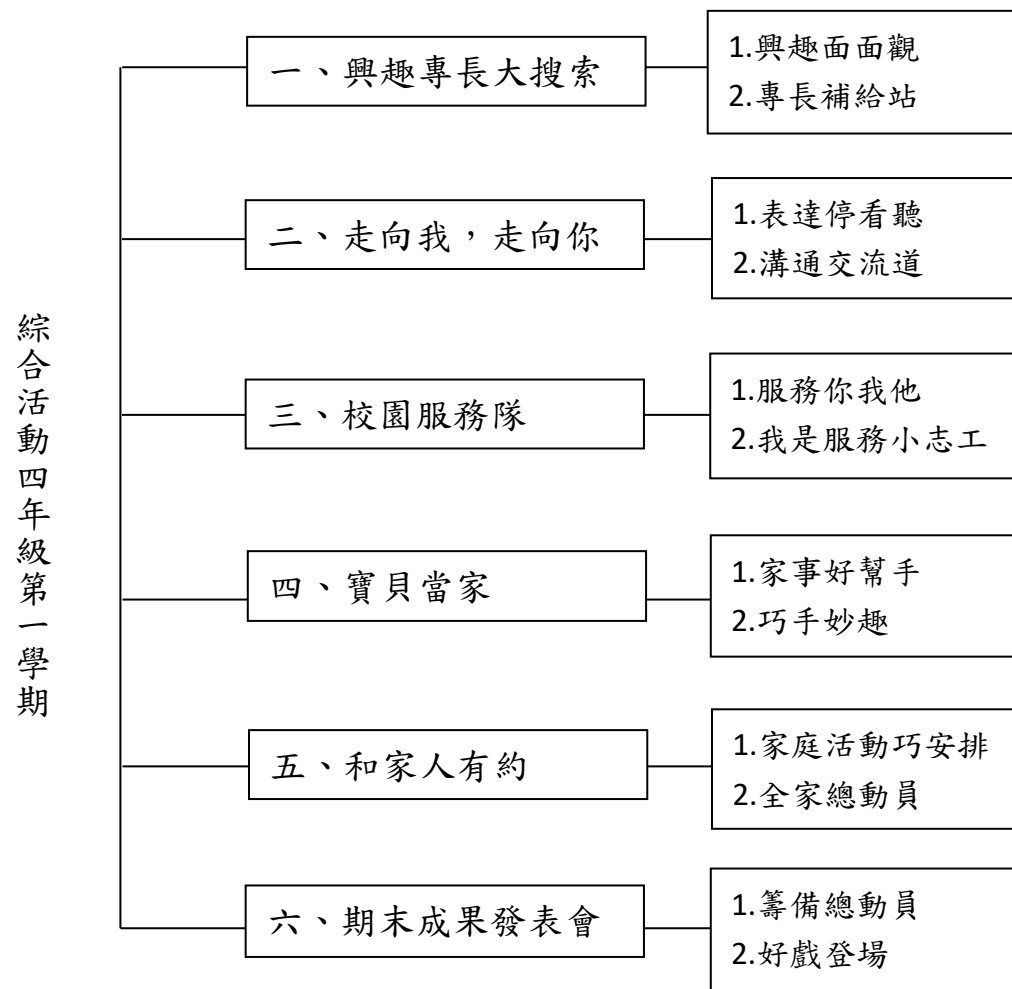 綜合活動四年級第一學期
一、興趣專長大搜索
1.興趣面面觀
2.專長補給站
二、走向我，走向你
1.表達停看聽
2.溝通交流道
三、校園服務隊
1.服務你我他
2.我是服務小志工
四、寶貝當家
1.家事好幫手
2.巧手妙趣
五、和家人有約
1.家庭活動巧安排
2.全家總動員
六、期末成果發表會
1.籌備總動員
2.好戲登場